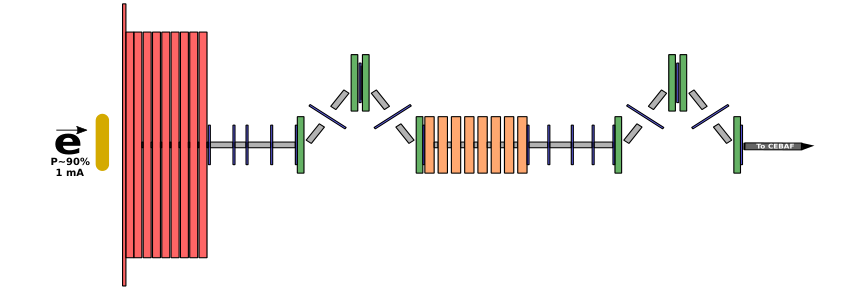 e
P~90%
1 mA
To CEBAF